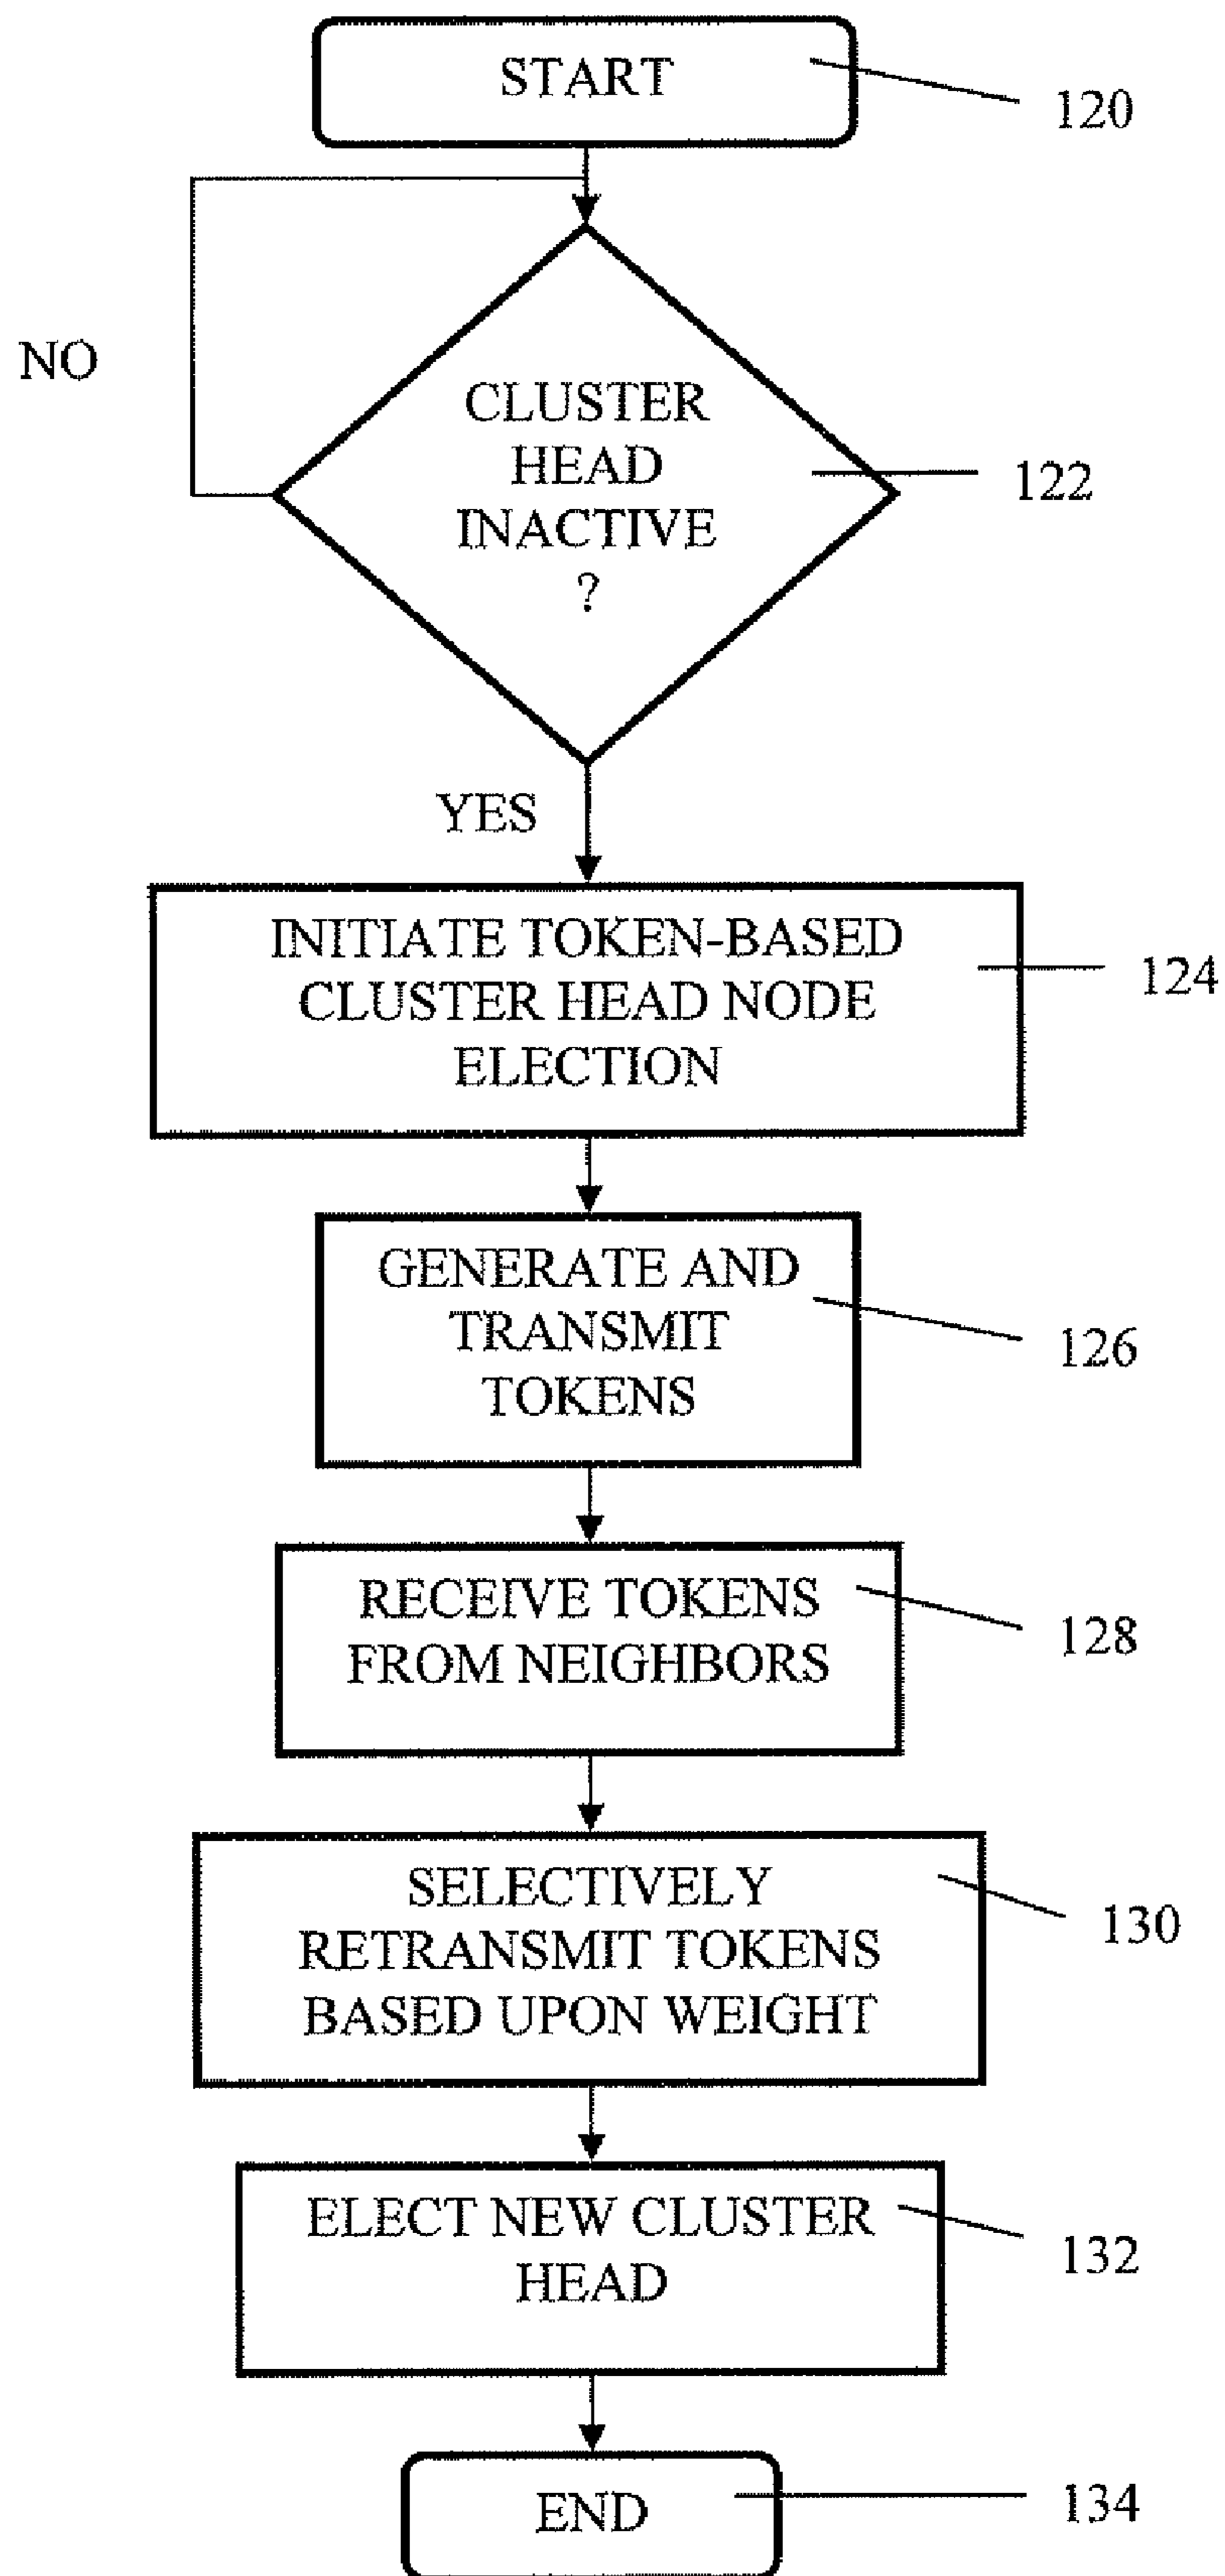 START
120
NO
CLUSTER
HEAD
INACTIVE
?
122
YES
INITIATE TOKEN-BASED
CLUSTER HEAD NODE
ELECTION
124
GENERATE AND
TRANSMIT
TOKENS
126
RECEIVE TOKENS
FROM NEIGHBORS
128
SELECTIVELY
RETRANSMIT TOKENS
BASED UPON WEIGHT
130
ELECT NEW CLUSTER
HEAD
132
END
134